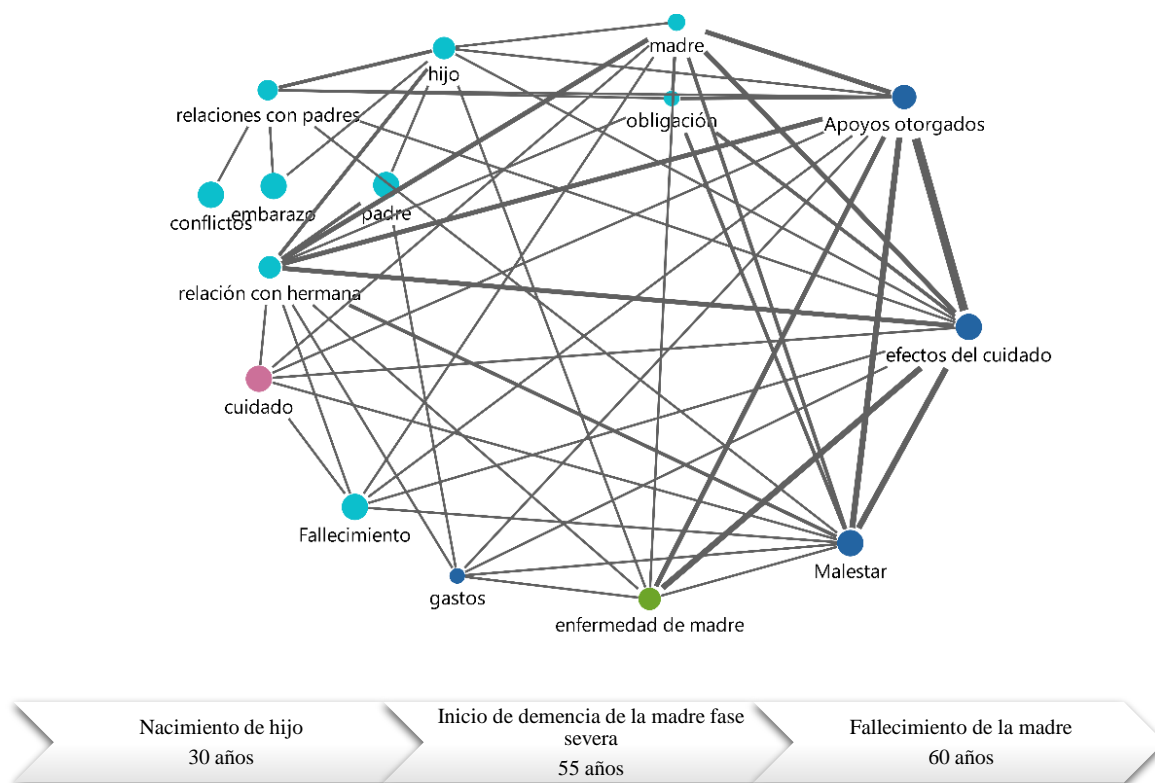 madre
hijo
relaciones con padres
obligación
Apoyos otorgados
conflictos
embarazo
padre
relación con hermana
efectos del cuidado
cuidado
Fallecimiento
Malestar
gastos
enfermedad de madre
Nacimiento de hijo
30 años
Inicio de demencia de la madre fase
severa
55 años
Fallecimiento de la madre
60 años